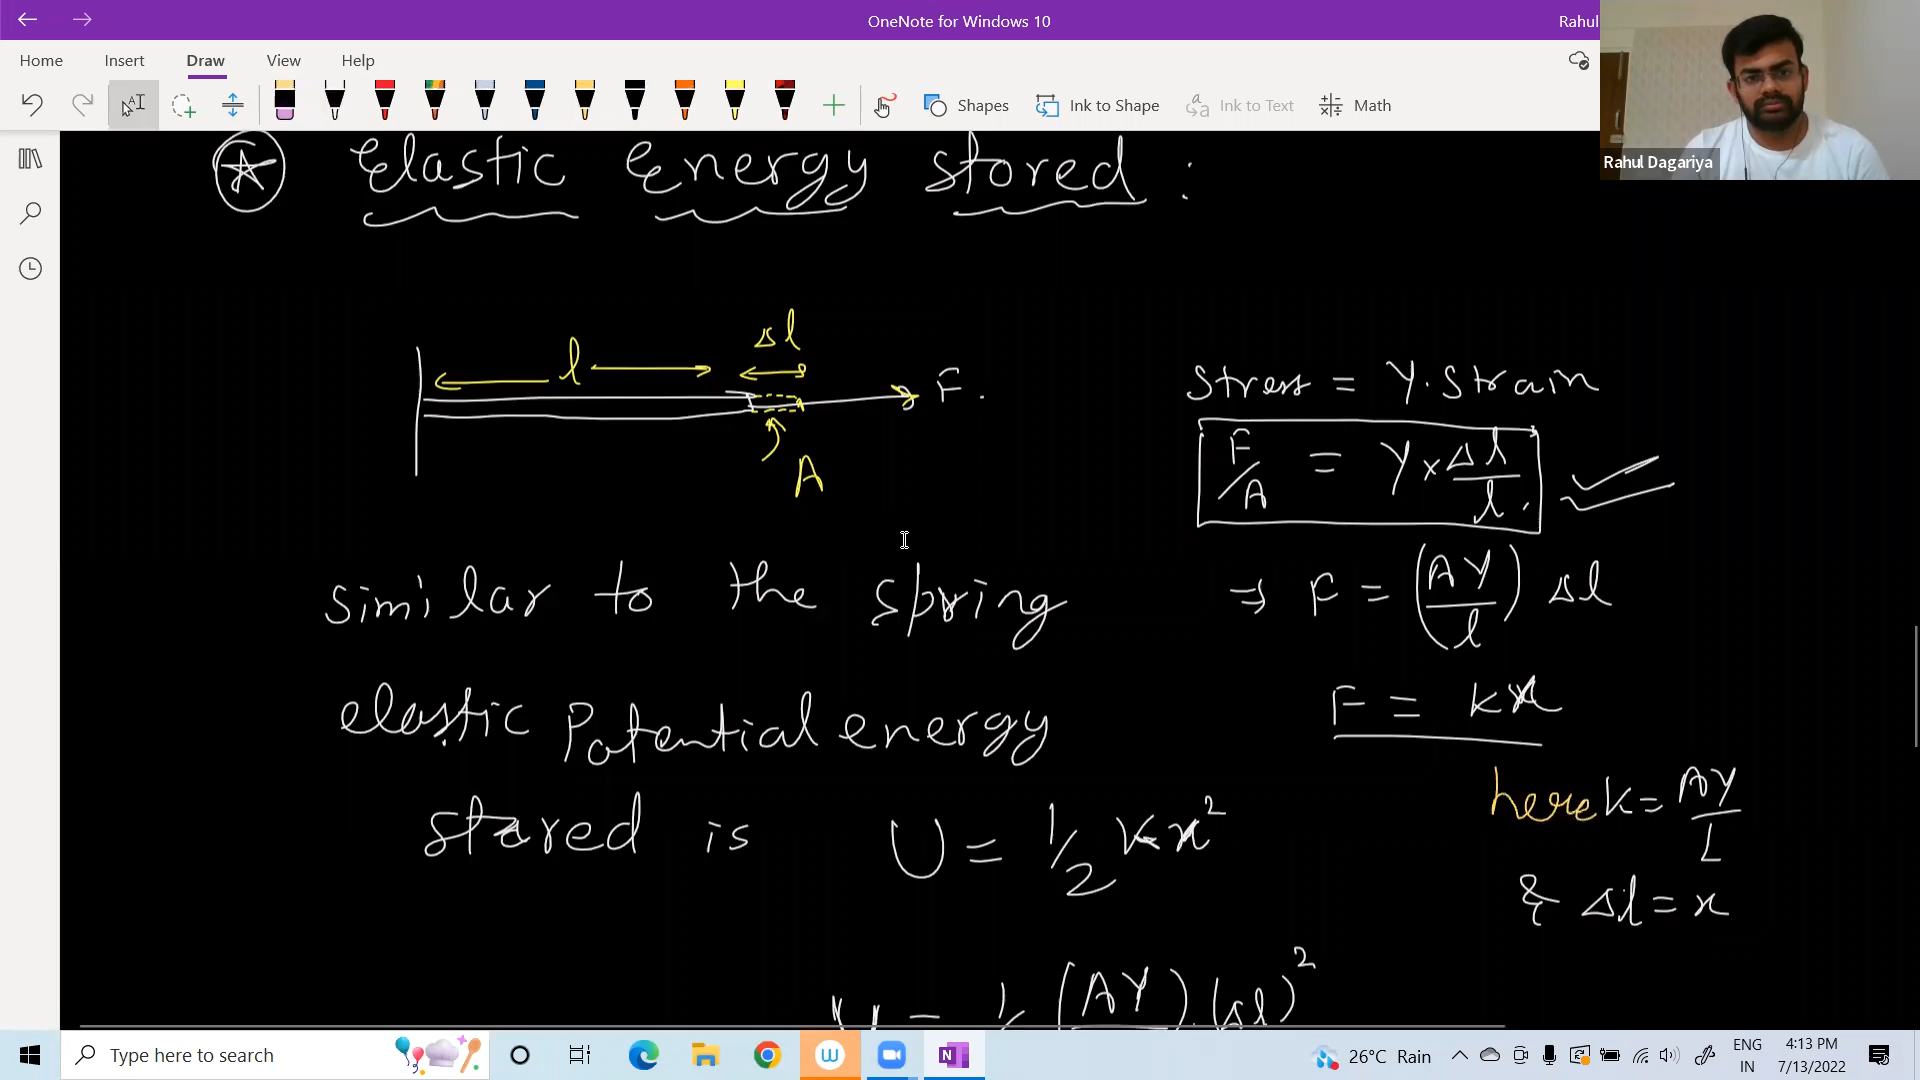 OneNote for Windows 10
Rahul
Home Insert Draw View Help
Shapes Ink to Shape Ink to Text Math
Rahul Dagariya
Elastic Energy stored :
Δl
l
F.
A
Stress = Y.Strain
F/A = Y x Δl/l.
⇒ F = (AY/l) Δl
F = kx
here K = AY/L
& Δl = x
similar to the spring
elastic Potential energy
stored is U = 1/2 Kx²
(AY).(Δl)²
Type here to search
26°C Rain
ENG
IN
4:13 PM
7/13/2022